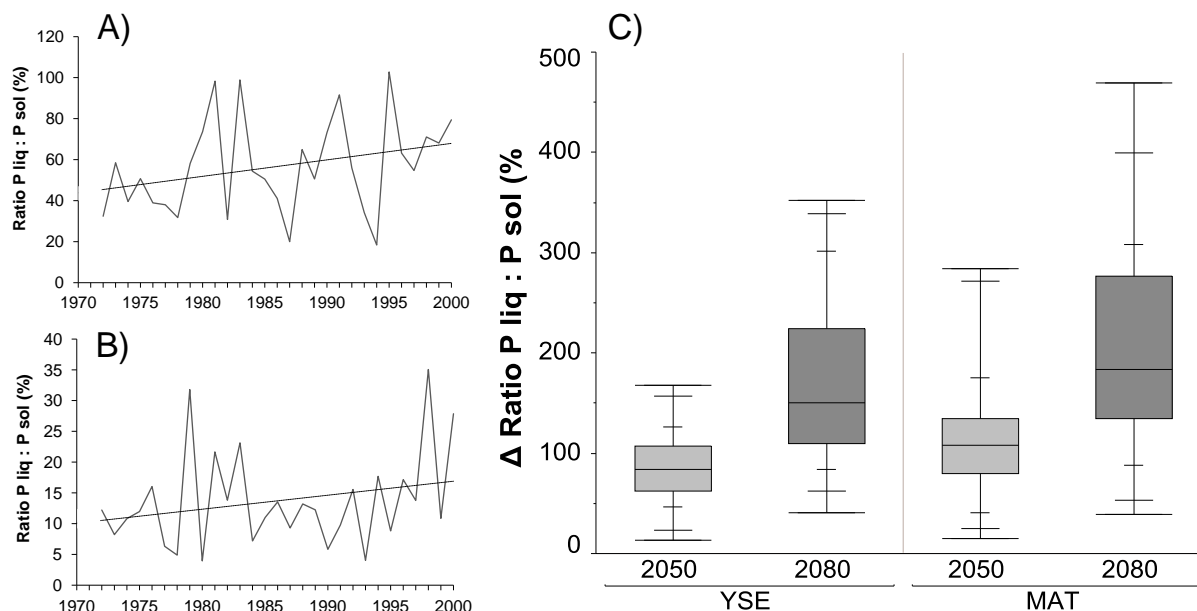 A)
Ratio P liq : P sol (%)
120
100
80
60
40
20
0
1970 1975 1980 1985 1990 1995 2000
B)
Ratio P liq : P sol (%)
40
35
30
25
20
15
10
5
0
1970 1975 1980 1985 1990 1995 2000
C)
Δ Ratio P liq : P sol (%
500
400
300
200
100
0
2050 2080 2050 2080
YSE MAT